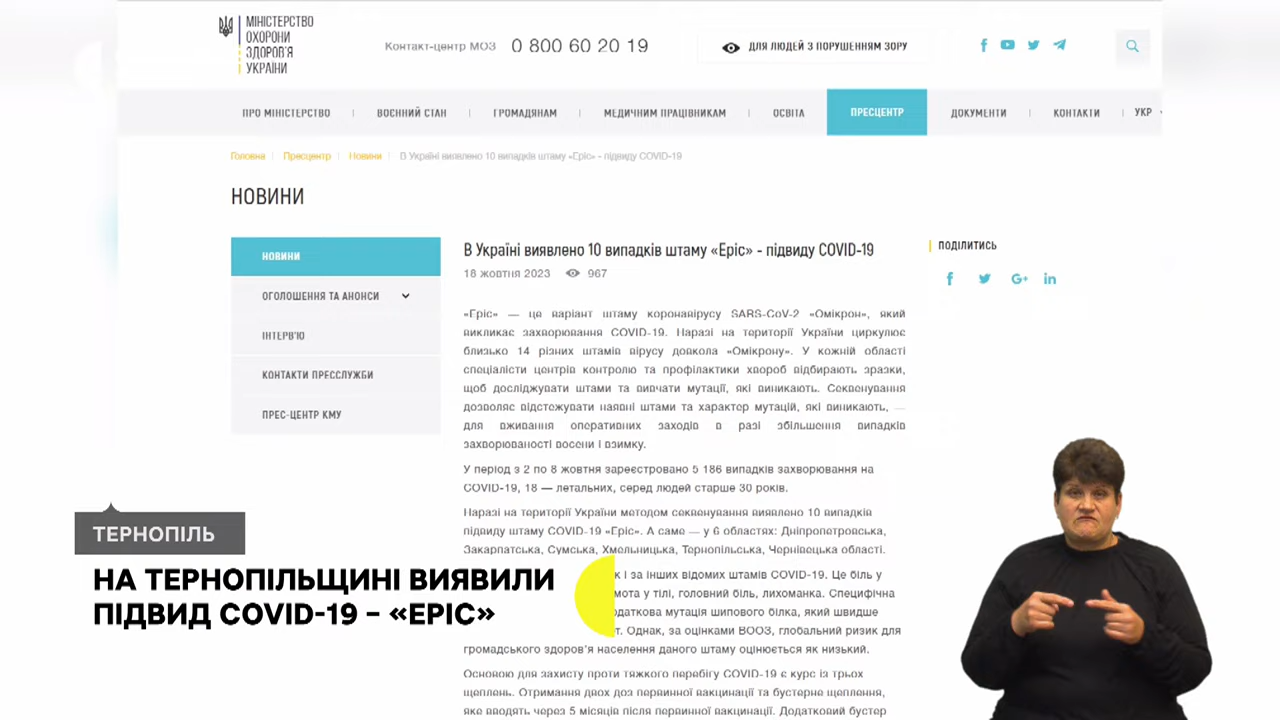 МІНІСТЕРСТВО
ОХОРОНИ
ЗДОРОВ'Я
УКРАЇНИ
Контакт-центр МОЗ 0 800 60 20 19
ДЛЯ ЛЮДЕЙ З ПОРУШЕННЯМ ЗОРУ
ПРО МІНІСТЕРСТВО
ВОЄННИЙ СТАН
ГРОМАДЯНАМ
МЕДИЧНИМ ПРАЦІВНИКАМ
ОСВІТА
ПРЕСЦЕНТР
ДОКУМЕНТИ
КОНТАКТИ
УКР
Головна | Пресцентр | Новини | В Україні виявлено 10 випадків штаму «Еріс» - підвиду COVID-19
НОВИНИ
НОВИНИ
ОГОЛОШЕННЯ ТА АНОНСИ
ІНТЕРВ'Ю
КОНТАКТИ ПРЕССЛУЖБИ
ПРЕС-ЦЕНТР КМУ
В Україні виявлено 10 випадків штаму «Еріс» - підвиду COVID-19
18 жовтня 2023 967
«Еріс» — це варіант штаму коронавірусу SARS-CoV-2 «Омікрон», який
викликає захворювання COVID-19. Наразі на території України циркулює
близько 14 різних штамів вірусу довкола «Омікрону». У кожній області
спеціалісти центрів контролю та профілактики хвороб відбирають зразки,
щоб досліджувати штами та вивчати мутації, які виникають. Секвенування
дозволяє відстежувати наявні штами та характер мутацій, які виникають, —
для вживання оперативних заходів в разі збільшення випадків
захворюваності восени і взимку.
У період з 2 по 8 жовтня зареєстровано 5 186 випадків захворювання на
COVID-19, 18 — летальних, серед людей старше 30 років.
Наразі на території України методом секвенування виявлено 10 випадків
підвиду штаму COVID-19 «Еріс». А саме — у 6 областях: Дніпропетровська,
Закарпатська, Сумська, Хмельницька, Тернопільська, Чернівецька області.
к і за інших відомих штамів COVID-19. Це біль у
мота у тілі, головний біль, лихоманка. Специфічна
одаткова мутація шипового білка, який швидше
т. Однак, за оцінками ВООЗ, глобальний ризик для
громадського здоров'я населення даного штаму оцінюється як низький.
Основою для захисту проти тяжкого перебігу COVID-19 є курс із трьох
щеплень. Отримання двох доз первинної вакцинації та бустерне щеплення,
яке вводять через 5 місяців після первинної вакцинації. Додатковий бустер
ПОДІЛИТИСЬ
ТЕРНОПІЛЬ
НА ТЕРНОПІЛЬЩИНІ ВИЯВИЛИ
ПІДВИД COVID-19 – «ЕРІС»